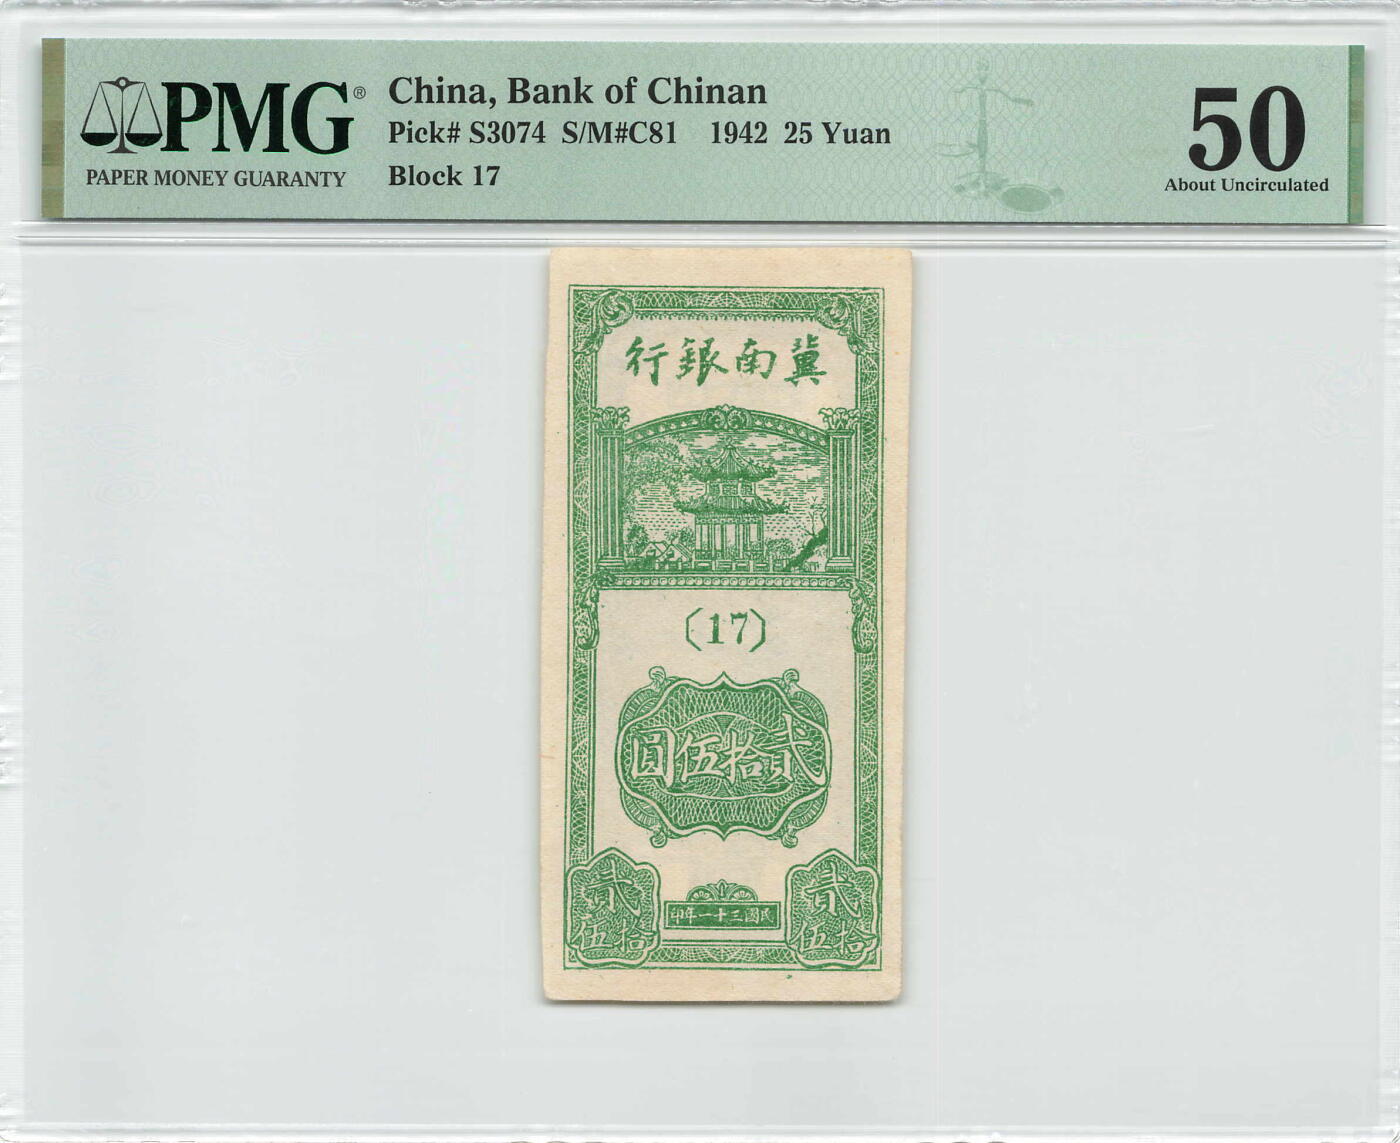 PMG®
PAPER MONEY GUARANTY
China, Bank of Chinan
Pick# S3074 S/M#C81 1942 25 Yuan
Block 17
50
About Uncirculated
冀南銀行
(17)
貳拾伍圓
貳拾伍
貳拾伍
民國三十一年印